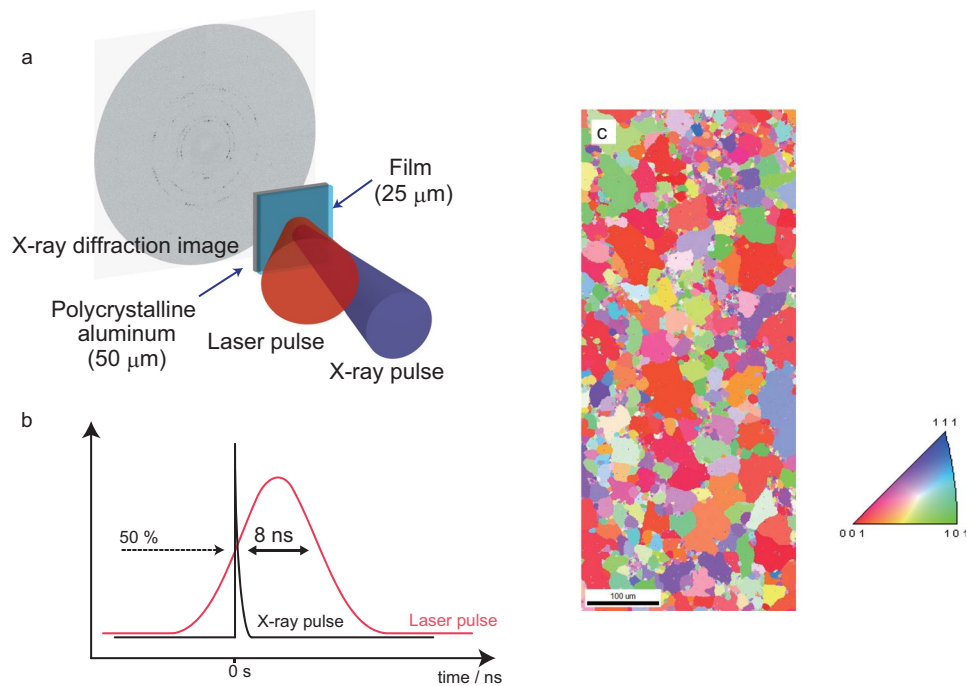 a
Film
(25 μm)
X-ray diffraction image
Polycrystalline
aluminum
(50 μm)
Laser pulse
X-ray pulse
b
50 %
8 ns
X-ray pulse
Laser pulse
0 s
time / ns
c
100 um
1 1 1
0 0 1
1 0 1